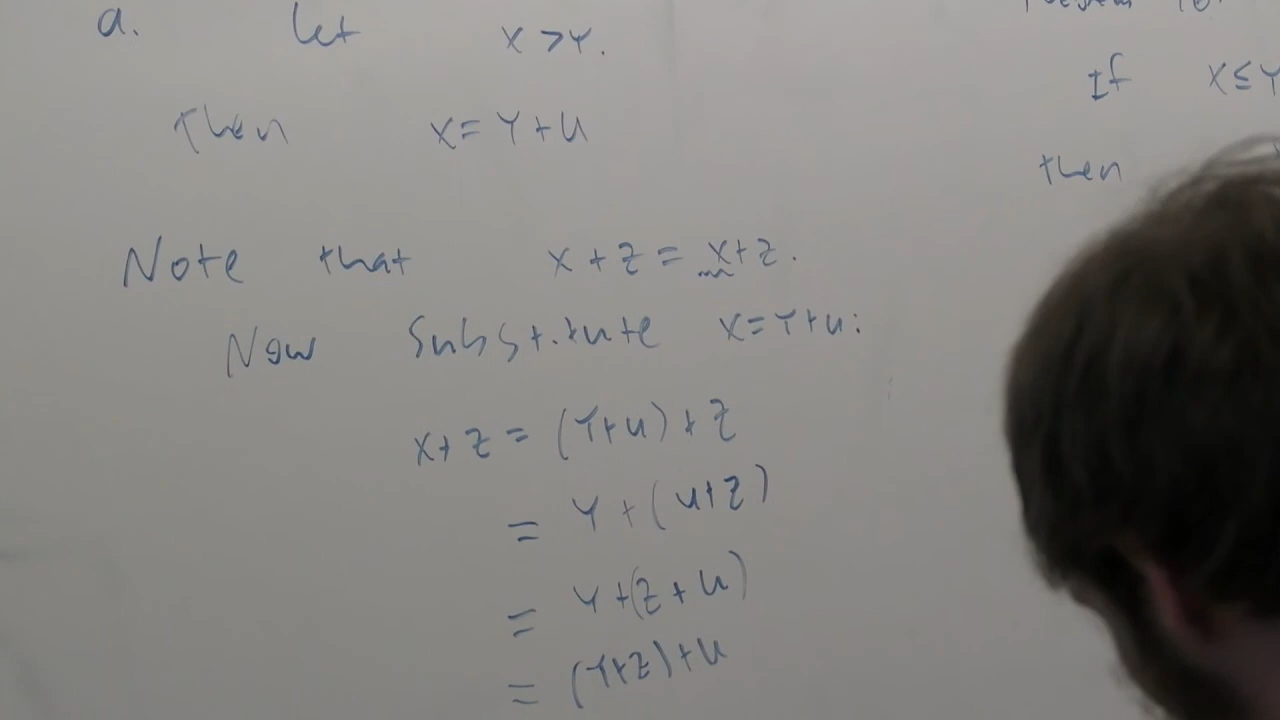 a. Let x > y.
Then x = y + u
Note that x + z = x + z.
Now Substitute x = y + u:
x + z = (y + u) + z
= y + (u + z)
= y + (z + u)
= (y + z) + u
If x ≤ y
then